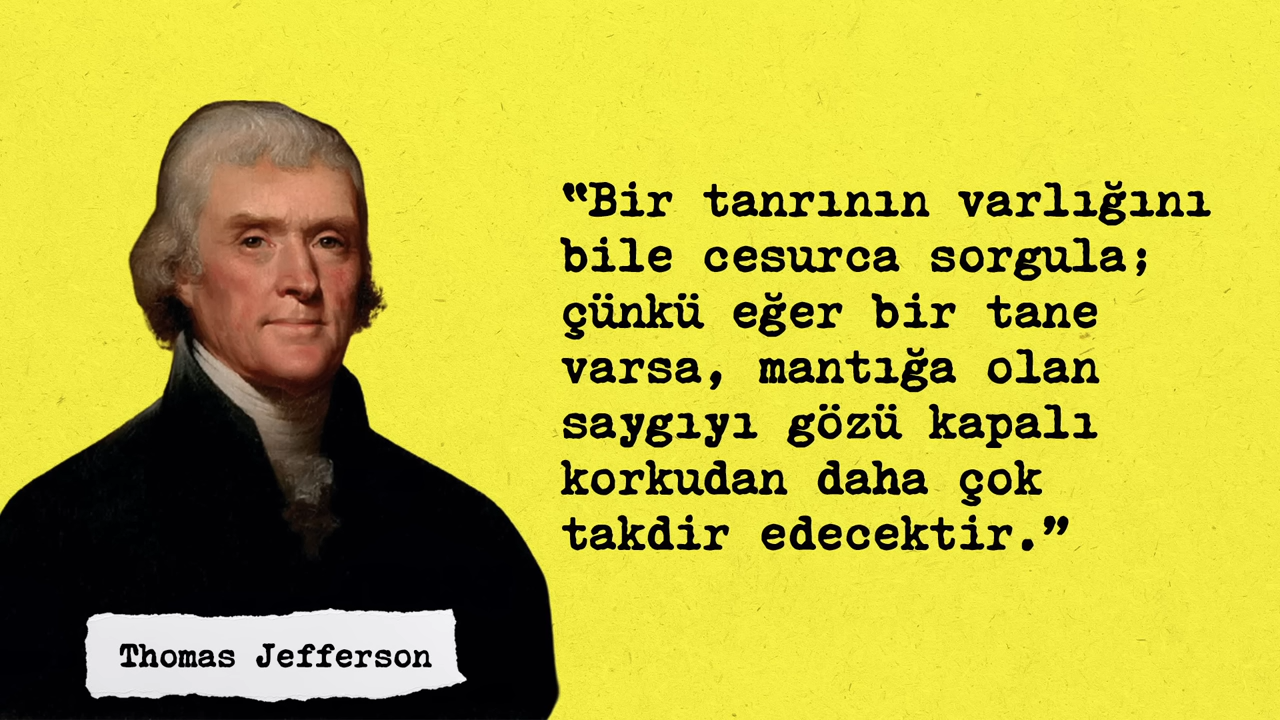 “Bir tanrının varlığını
bile cesurca sorgula;
çünkü eğer bir tane
varsa, mantığa olan
saygıyı gözü kapalı
korkudan daha çok
takdir edecektir.”
Thomas Jefferson